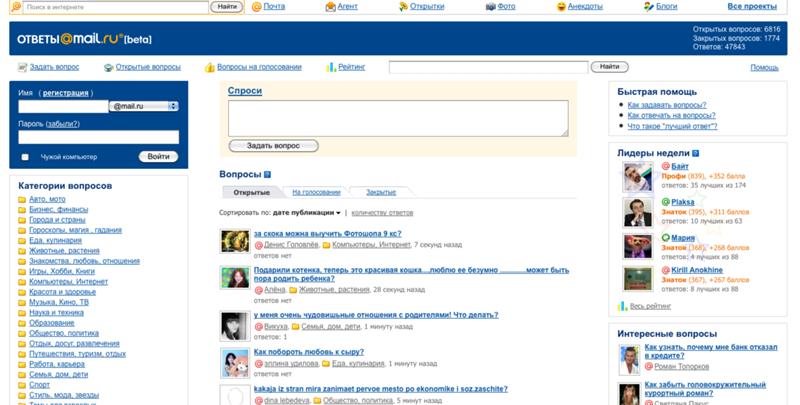 Поиск в интернете
Найти
Почта
Агент
Открытки
Фото
Анекдоты
Блоги
Все проекты
ОТВЕТЫ@mail.ru®[beta]
Открытых вопросов: 6816
Закрытых вопросов: 1774
Ответов: 47843
Задать вопрос
Открытые вопросы
Вопросы на голосовании
Рейтинг
Найти
Помощь
Имя ( регистрация )
@mail.ru
Пароль (забыли?)
Чужой компьютер
Войти
Категории вопросов
Авто, мото
Бизнес, финансы
Города и страны
Гороскопы, магия , гадания
Еда, кулинария
Животные, растения
Знакомства, любовь, отношения
Игры, Хобби, Книги
Компьютеры, Интернет
Красота и здоровье
Музыка, Кино, ТВ
Наука и техника
Образование
Общество, политика
Отдых, досуг, развлечения
Путешествия, туризм, отдых
Работа, карьера
Семья, дом, дети
Спорт
Стиль, мода, звезды
Спроси
Задать вопрос
Вопросы ?
Открытые
На голосовании
Закрытые
Сортировать по: дате публикации | количеству ответов
за скока можна выучить Фотошопа 9 кс?
Денис Головлёв, Компьютеры, Интернет, 7 секунд назад
ответов нет
Подарили котенка, теперь это красивая кошка....люблю ее безумно ..............может быть
пора родить ребенка?
Алёна, Животные, растения, 28 секунд назад
ответов нет
у меня очень чудовишьные отношения с родителями! Что делать?
Викуха, Семья, дом, дети, 1 минуту назад
ответов: 1
Как побороть любовь к сыру?
эллина удилова, Еда, кулинария, 1 минуту назад
ответов нет
kakaja iz stran mira zanimaet pervoe mesto po ekonomike i soz.zaschite?
dina lebedeva, Общество, политика, 5 минут назад
Быстрая помощь
Как задавать вопросы?
Как отвечать на вопросы?
Что такое "лучший ответ"?
Лидеры недели ?
Байт
Профи (839), +352 балла
ответов: 35 лучших из 174
Plaksa
Знаток (395), +311 баллов
ответов: 10 лучших из 63
Мария
Знаток (368), +268 баллов
ответов: 4 лучших из 88
Kirill Anokhine
Знаток (367), +267 баллов
ответов: 8 лучших из 88
Весь рейтинг
Интересные вопросы
Как узнать, почему мне банк отказал
в кредите?
Роман Топорков
Как забыть головокружительный
курортный роман?